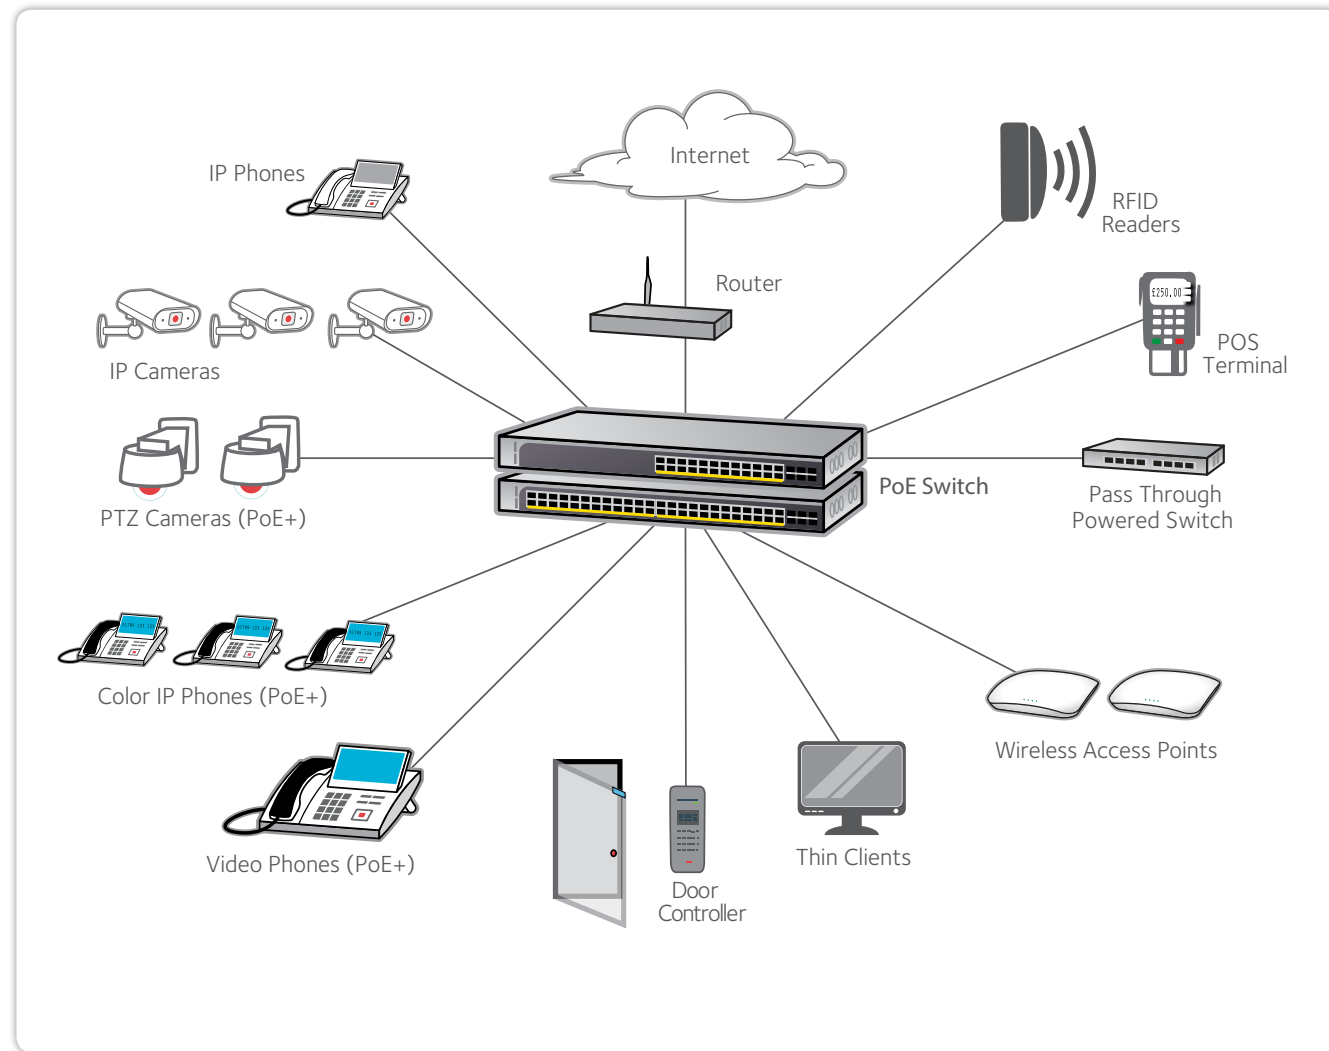 Internet
IP Phones
RFID
Readers
Router
£250.00
POS
Terminal
IP Cameras
PoE Switch
Pass Through
Powered Switch
PTZ Cameras (PoE+)
Color IP Phones (PoE+)
Wireless Access Points
Video Phones (PoE+)
Thin Clients
Door
Controller